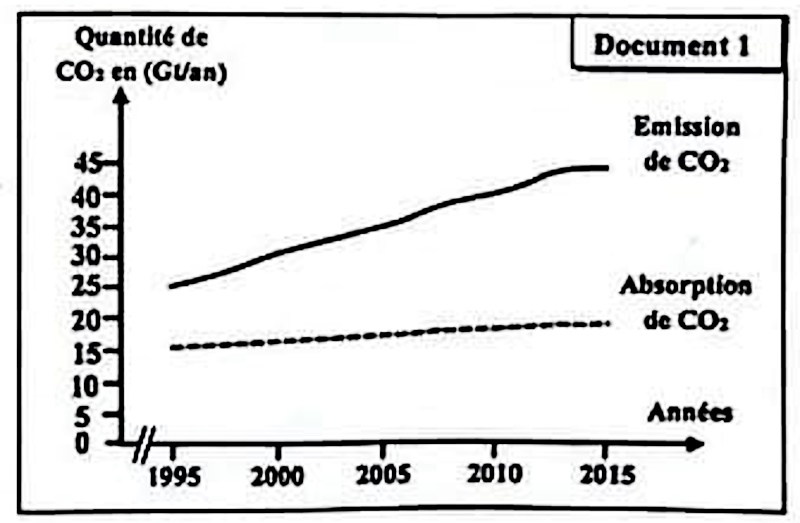 Quantité de
CO₂ en (Gt/an)
Document 1
Emission
de CO₂
45
40
35
30
25
20
15
10
5
0
Absorption
de CO₂
Années
1995 2000 2005 2010 2015